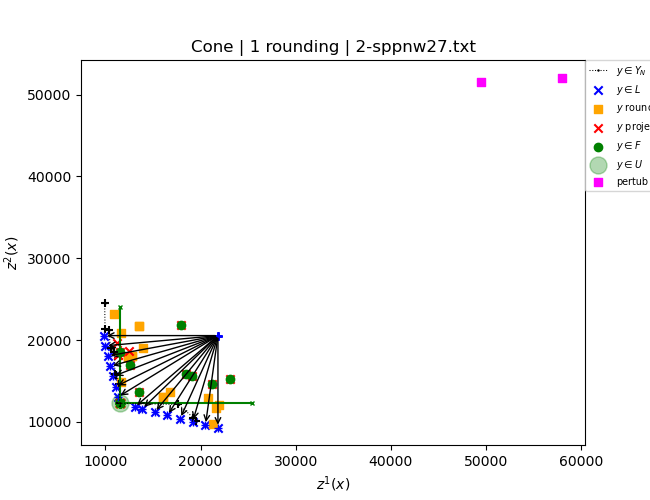 Cone | 1 rounding | 2-sppnw27.txt
50000
40000
30000
20000
10000
z²(x)
10000 20000 30000 40000 50000 60000
z¹(x)
y ∈ Y_N
y ∈ L
y round
y proje
y ∈ F
y ∈ U
pertub